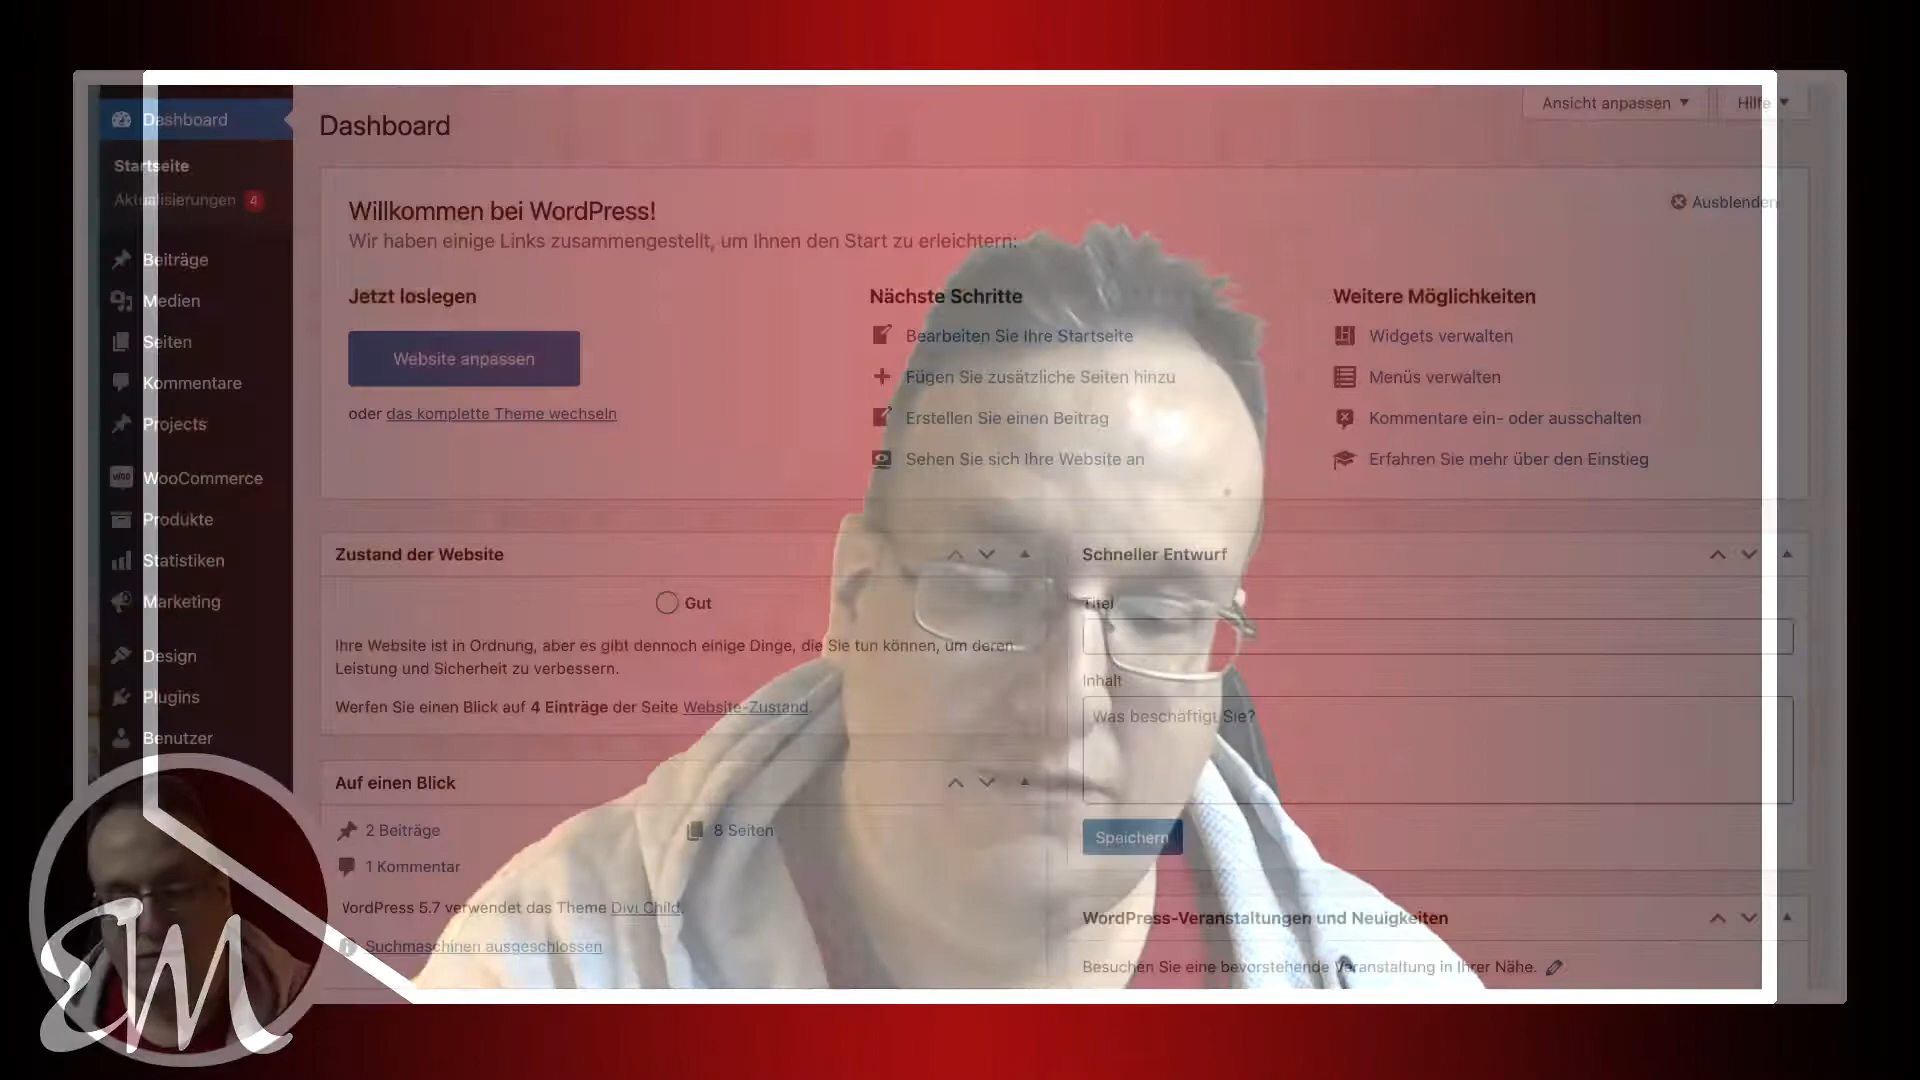 Ansicht anpassen
Hilfe
Dashboard
Startseite
Aktualisierungen 4
Beiträge
Medien
Seiten
Kommentare
Projects
WooCommerce
Produkte
Statistiken
Marketing
Design
Plugins
Benutzer
Dashboard
Willkommen bei WordPress!
Wir haben einige Links zusammengestellt, um Ihnen den Start zu erleichtern:
Ausblenden
Jetzt loslegen
Website anpassen
oder das komplette Theme wechseln
Nächste Schritte
Bearbeiten Sie Ihre Startseite
Fügen Sie zusätzliche Seiten hinzu
Erstellen Sie einen Beitrag
Sehen Sie sich Ihre Website an
Weitere Möglichkeiten
Widgets verwalten
Menüs verwalten
Kommentare ein- oder ausschalten
Erfahren Sie mehr über den Einstieg
Zustand der Website
Gut
Ihre Website ist in Ordnung, aber es gibt dennoch einige Dinge, die Sie tun können, um deren
Leistung und Sicherheit zu verbessern.
Werfen Sie einen Blick auf 4 Einträge der Seite Website-Zustand.
Auf einen Blick
2 Beiträge
8 Seiten
1 Kommentar
WordPress 5.7 verwendet das Theme Divi Child.
Suchmaschinen ausgeschlossen
Schneller Entwurf
Titel
Inhalt
Was beschäftigt Sie?
Speichern
WordPress-Veranstaltungen und Neuigkeiten
Besuchen Sie eine bevorstehende Veranstaltung in Ihrer Nähe.
EM
woo